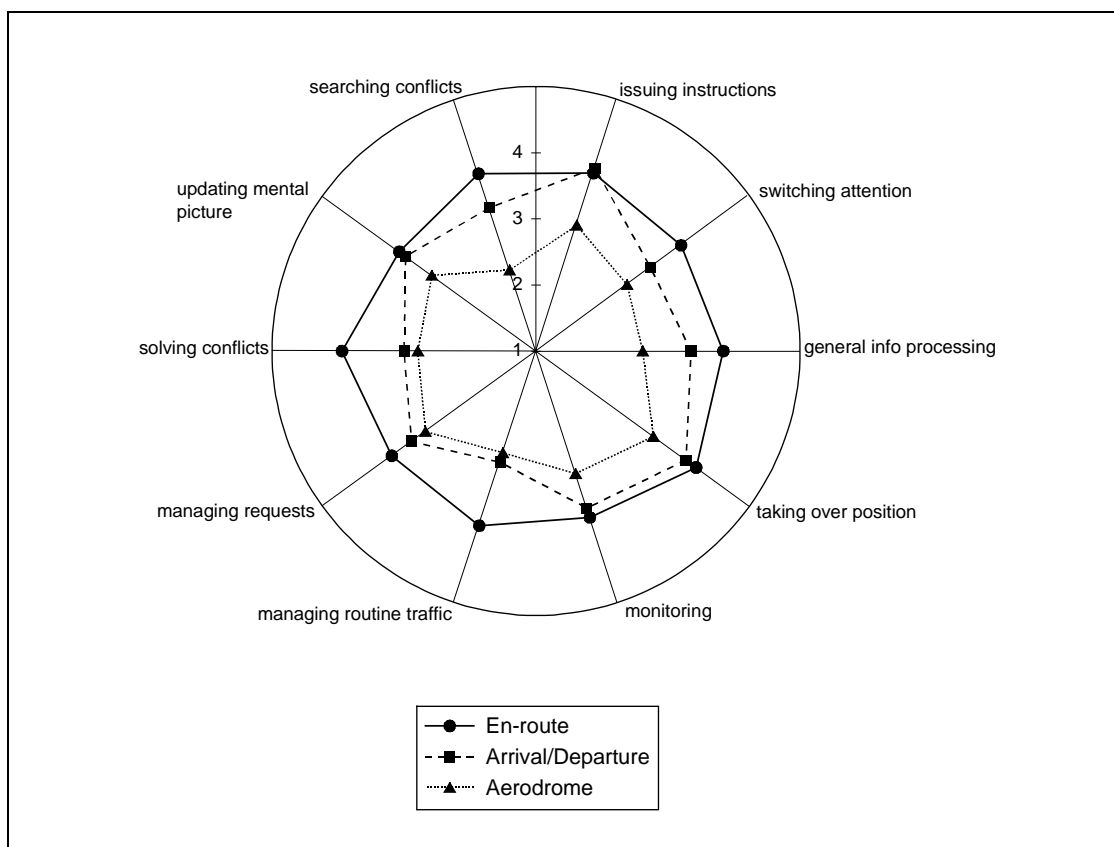 searching conflicts
issuing instructions
4
updating mental
picture
switching attention
3
2
solving conflicts
1
general info processing
managing requests
taking over position
managing routine traffic
monitoring
En-route
Arrival/Departure
Aerodrome